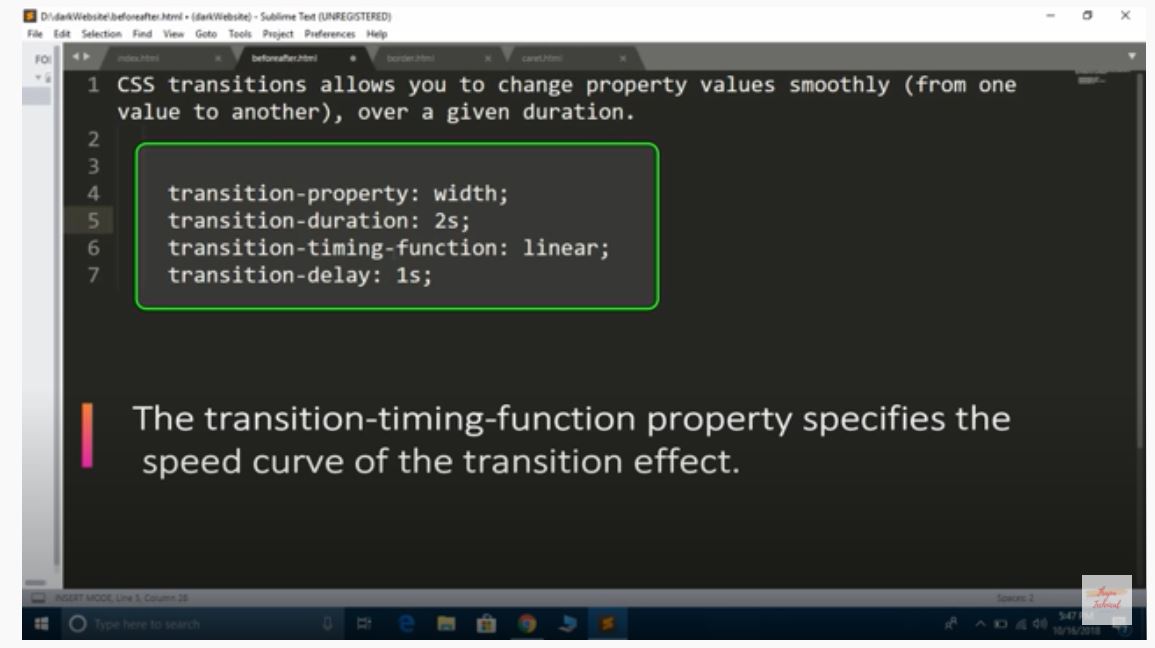 D:\darkWebsite\beforeafter.html • (darkWebsite) - Sublime Text (UNREGISTERED)
File Edit Selection Find View Goto Tools Project Preferences Help
FO
index.html beforeafter.html border.html caret.html
1 CSS transitions allows you to change property values smoothly (from one
value to another), over a given duration.
2
3
4 transition-property: width;
5 transition-duration: 2s;
6 transition-timing-function: linear;
7 transition-delay: 1s;
The transition-timing-function property specifies the
speed curve of the transition effect.
INSERT MODE, Line 5, Column 28
Spaces: 2
Technical
Type here to search
5:47 PM
10/16/2018